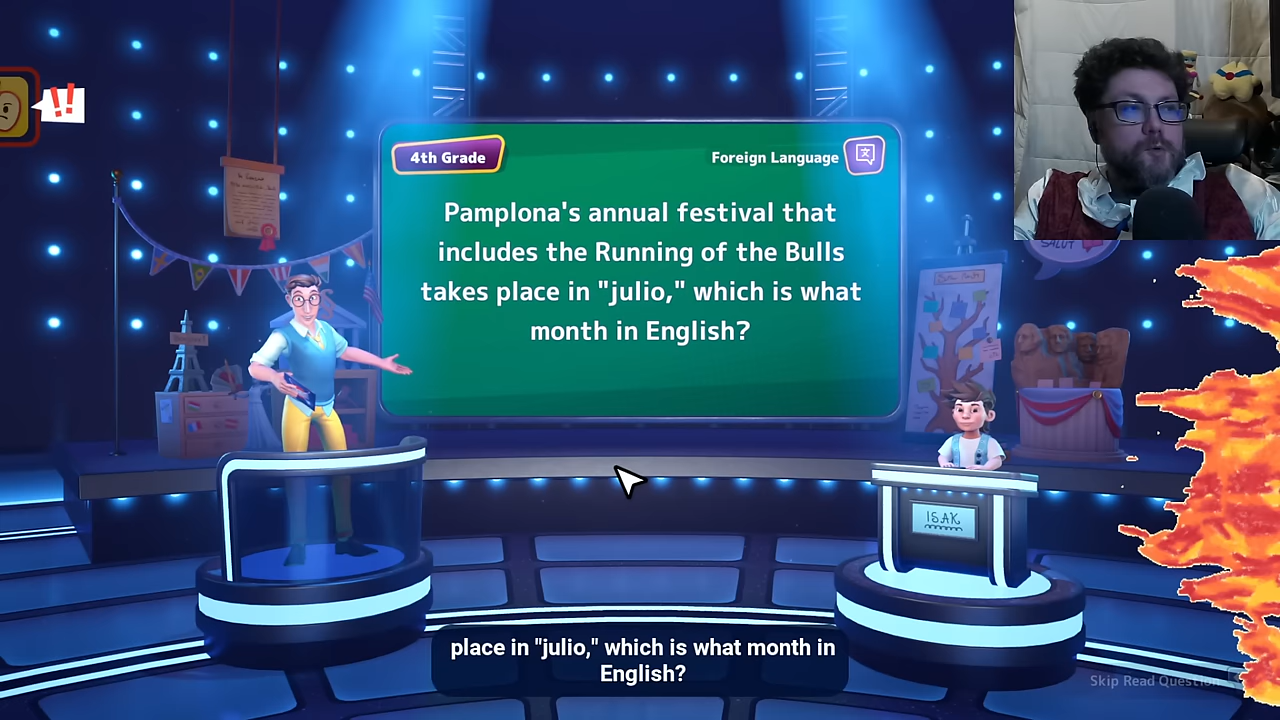 !!
4th Grade
Foreign Language
Pamplona's annual festival that
includes the Running of the Bulls
takes place in "julio," which is what
month in English?
SALUT
ISAK
place in "julio," which is what month in
English?
Skip Read Question